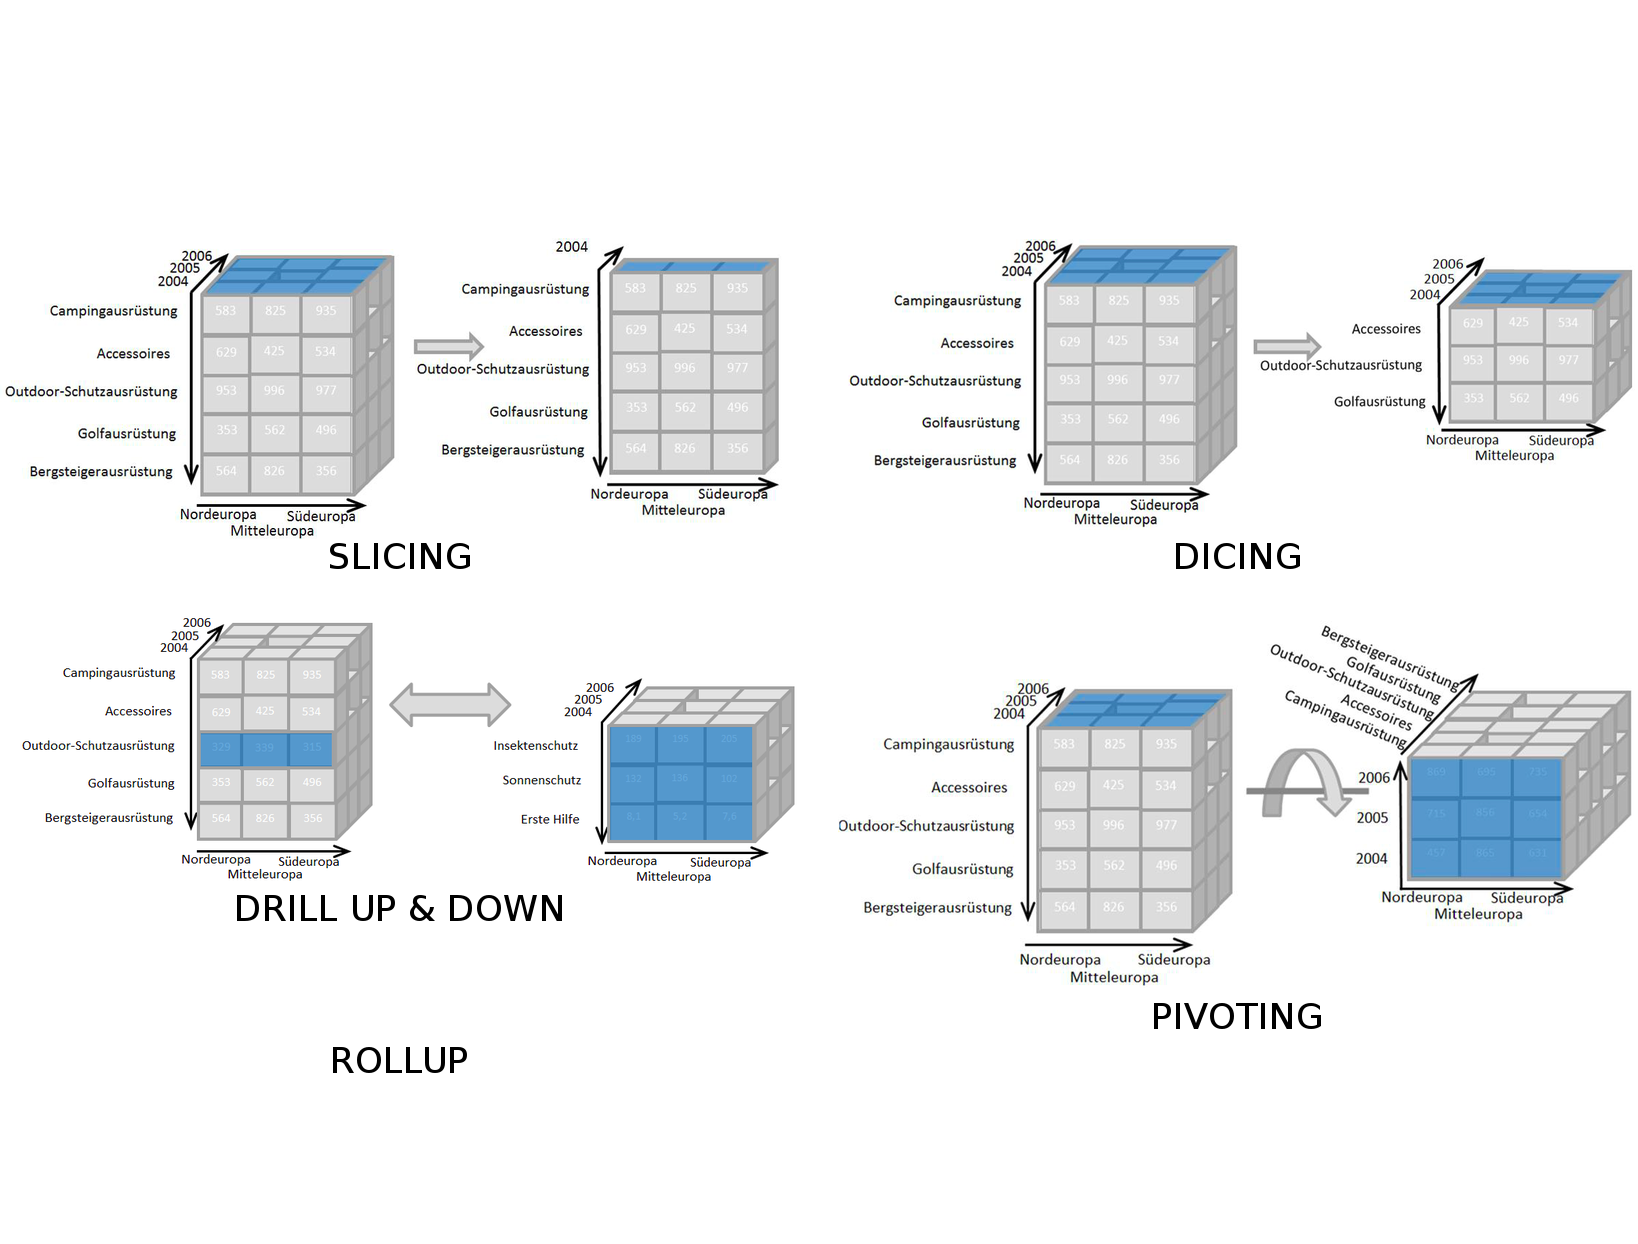 2006
2005
2004
Campingausrüstung
583 825 935
Accessoires
629 425 534
Outdoor-Schutzausrüstung
953 996 977
Golfausrüstung
353 562 496
Bergsteigerausrüstung
564 826 356
Nordeuropa
Südeuropa
Mitteleuropa
2004
Campingausrüstung
583 825 935
Accessoires
629 425 534
Outdoor-Schutzausrüstung
953 996 977
Golfausrüstung
353 562 496
Bergsteigerausrüstung
564 826 356
Nordeuropa
Südeuropa
Mitteleuropa
SLICING
2006
2005
2004
Campingausrüstung
583 825 935
Accessoires
629 425 534
Outdoor-Schutzausrüstung
953 996 977
Golfausrüstung
353 562 496
Bergsteigerausrüstung
564 826 356
Nordeuropa
Südeuropa
Mitteleuropa
2006
2005
2004
Accessoires
629 425 534
Outdoor-Schutzausrüstung
953 996 977
Golfausrüstung
353 562 496
Nordeuropa
Südeuropa
Mitteleuropa
DICING
2006
2005
2004
Campingausrüstung
583 825 935
Accessoires
629 425 534
Outdoor-Schutzausrüstung
329 339 315
Golfausrüstung
353 562 496
Bergsteigerausrüstung
564 826 356
Nordeuropa
Südeuropa
Mitteleuropa
2006
2005
2004
Insektenschutz
189 195 205
Sonnenschutz
132 136 102
Erste Hilfe
8,1 5,2 7,6
Nordeuropa
Südeuropa
Mitteleuropa
DRILL UP & DOWN
2006
2005
2004
Campingausrüstung
583 825 935
Accessoires
629 425 534
Outdoor-Schutzausrüstung
953 996 977
Golfausrüstung
353 562 496
Bergsteigerausrüstung
564 826 356
Nordeuropa
Südeuropa
Mitteleuropa
Bergsteigerausrüstung
Golfausrüstung
Outdoor-Schutzausrüstung
Accessoires
Campingausrüstung
2006
869 695 735
2005
715 856 654
2004
457 865 631
Nordeuropa
Südeuropa
Mitteleuropa
PIVOTING
ROLLUP